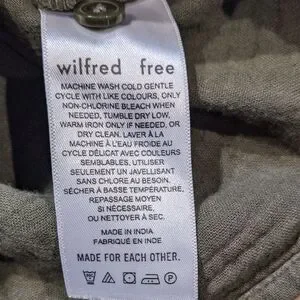 wilfred free
MACHINE WASH COLD GENTLE
CYCLE WITH LIKE COLOURS, ONLY
NON-CHLORINE BLEACH WHEN
NEEDED, TUMBLE DRY LOW,
WARM IRON ONLY IF NEEDED, OR
DRY CLEAN. LAVER À LA
MACHINE À L'EAU FROIDE AU
CYCLE DÉLICAT AVEC COULEURS
SEMBLABLES, UTILISER
SEULEMENT UN JAVELLISANT
SANS CHLORE AU BESOIN,
SÉCHER À BASSE TEMPÉRATURE,
REPASSAGE MOYEN
SI NÉCESSAIRE,
OU NETTOYER À SEC.
MADE IN INDIA
FABRIQUÉ EN INDE
MADE FOR EACH OTHER.